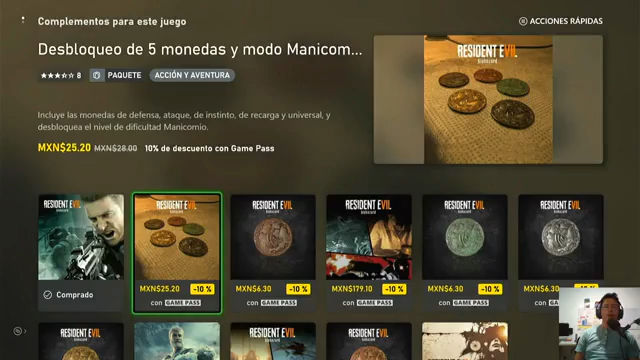 Complementos para este juego
ACCIONES RÁPIDAS
Desbloqueo de 5 monedas y modo Manicom...
8 PAQUETE ACCIÓN Y AVENTURA
Incluye las monedas de defensa, ataque, de instinto, de recarga y universal, y
desbloquea el nivel de dificultad Manicomio.
MXN$25.20 MXN$28.00 10% de descuento con Game Pass
RESIDENT EVIL
biohazard
RESIDENT EVIL
RESIDENT EVIL
RESIDENT EVIL
RESIDENT EVIL
RESIDENT EVIL
RESIDENT EVIL
Comprado
MXN$25.20 -10 %
con GAME PASS
MXN$6.30 -10 %
con GAME PASS
MXN$179.10 -10 %
con GAME PASS
MXN$6.30 -10 %
con GAME PASS
MXN$6.30
con GAME
RESIDENT EVIL
RESIDENT EVIL
RESIDENT EVIL